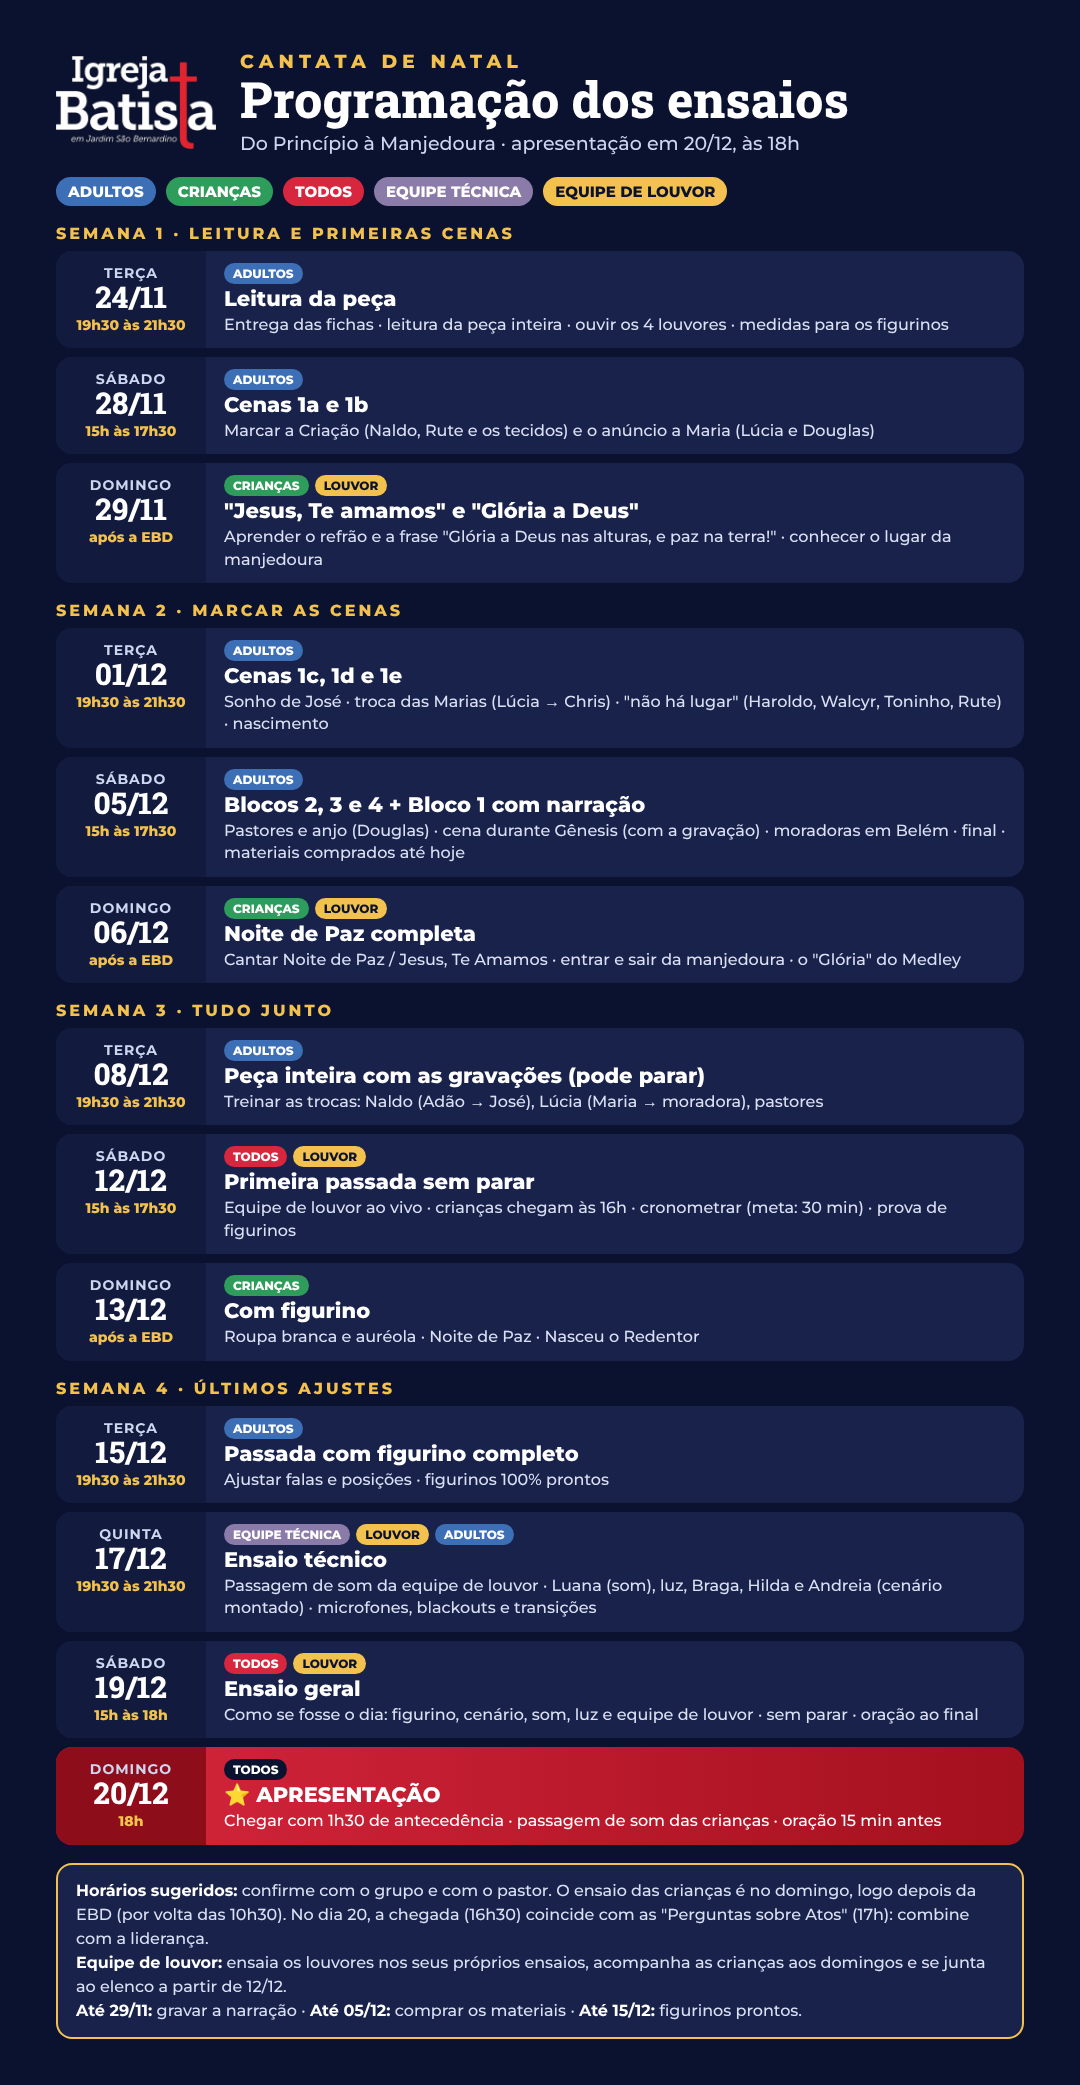 Igreja
Batista
em Jardim São Bernardino
CANTATA DE NATAL
Programação dos ensaios
Do Princípio à Manjedoura · apresentação em 20/12, às 18h
ADULTOS CRIANÇAS TODOS EQUIPE TÉCNICA EQUIPE DE LOUVOR
SEMANA 1 · LEITURA E PRIMEIRAS CENAS
TERÇA
24/11
19h30 às 21h30
ADULTOS
Leitura da peça
Entrega das fichas · leitura da peça inteira · ouvir os 4 louvores · medidas para os figurinos
SÁBADO
28/11
15h às 17h30
ADULTOS
Cenas 1a e 1b
Marcar a Criação (Naldo, Rute e os tecidos) e o anúncio a Maria (Lúcia e Douglas)
DOMINGO
29/11
após a EBD
CRIANÇAS LOUVOR
"Jesus, Te amamos" e "Glória a Deus"
Aprender o refrão e a frase "Glória a Deus nas alturas, e paz na terra!" · conhecer o lugar da
manjedoura
SEMANA 2 · MARCAR AS CENAS
TERÇA
01/12
19h30 às 21h30
ADULTOS
Cenas 1c, 1d e 1e
Sonho de José · troca das Marias (Lúcia → Chris) · "não há lugar" (Haroldo, Walcyr, Toninho, Rute)
· nascimento
SÁBADO
05/12
15h às 17h30
ADULTOS
Blocos 2, 3 e 4 + Bloco 1 com narração
Pastores e anjo (Douglas) · cena durante Gênesis (com a gravação) · moradoras em Belém · final ·
materiais comprados até hoje
DOMINGO
06/12
após a EBD
CRIANÇAS LOUVOR
Noite de Paz completa
Cantar Noite de Paz / Jesus, Te Amamos · entrar e sair da manjedoura · o "Glória" do Medley
SEMANA 3 · TUDO JUNTO
TERÇA
08/12
19h30 às 21h30
ADULTOS
Peça inteira com as gravações (pode parar)
Treinar as trocas: Naldo (Adão → José), Lúcia (Maria → moradora), pastores
SÁBADO
12/12
15h às 17h30
TODOS LOUVOR
Primeira passada sem parar
Equipe de louvor ao vivo · crianças chegam às 16h · cronometrar (meta: 30 min) · prova de
figurinos
DOMINGO
13/12
após a EBD
CRIANÇAS
Com figurino
Roupa branca e auréola · Noite de Paz · Nasceu o Redentor
SEMANA 4 · ÚLTIMOS AJUSTES
TERÇA
15/12
19h30 às 21h30
ADULTOS
Passada com figurino completo
Ajustar falas e posições · figurinos 100% prontos
QUINTA
17/12
19h30 às 21h30
EQUIPE TÉCNICA LOUVOR ADULTOS
Ensaio técnico
Passagem de som da equipe de louvor · Luana (som), luz, Braga, Hilda e Andreia (cenário
montado) · microfones, blackouts e transições
SÁBADO
19/12
15h às 18h
TODOS LOUVOR
Ensaio geral
Como se fosse o dia: figurino, cenário, som, luz e equipe de louvor · sem parar · oração ao final
DOMINGO
20/12
18h
TODOS
⭐ APRESENTAÇÃO
Chegar com 1h30 de antecedência · passagem de som das crianças · oração 15 min antes
Horários sugeridos: confirme com o grupo e com o pastor. O ensaio das crianças é no domingo, logo depois da
EBD (por volta das 10h30). No dia 20, a chegada (16h30) coincide com as "Perguntas sobre Atos" (17h): combine
com a liderança.
Equipe de louvor: ensaia os louvores nos seus próprios ensaios, acompanha as crianças aos domingos e se junta
ao elenco a partir de 12/12.
Até 29/11: gravar a narração · Até 05/12: comprar os materiais · Até 15/12: figurinos prontos.